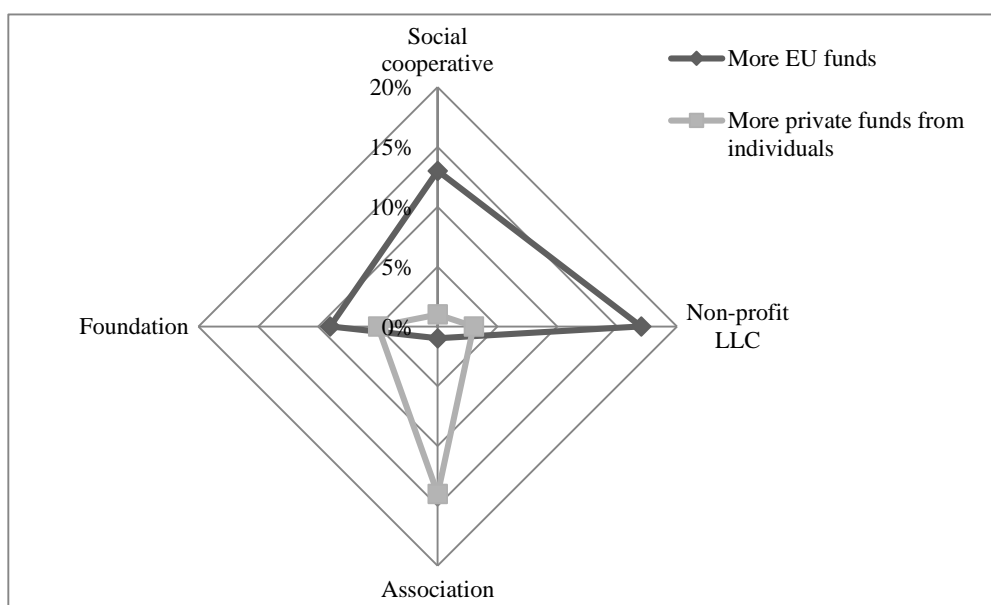 Social
cooperative
20%
15%
10%
5%
0%
Non-profit
LLC
Association
Foundation
More EU funds
More private funds from
individuals